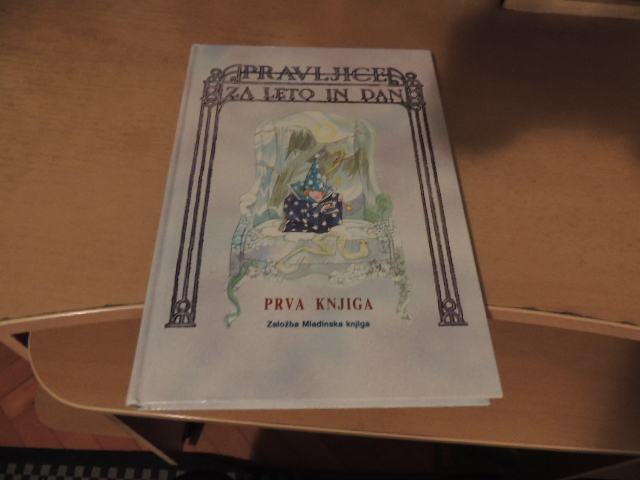 PRAVLJICE
ZA LETO IN DAN
PRVA KNJIGA
Založba Mladinska knjiga